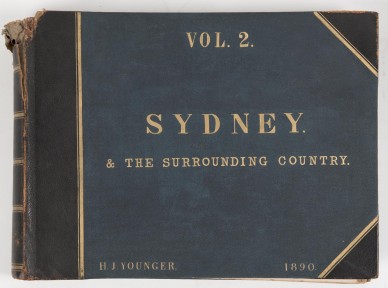 VOL. 2.
SYDNEY.
& THE SURROUNDING COUNTRY.
H. J YOUNGER.
1890.